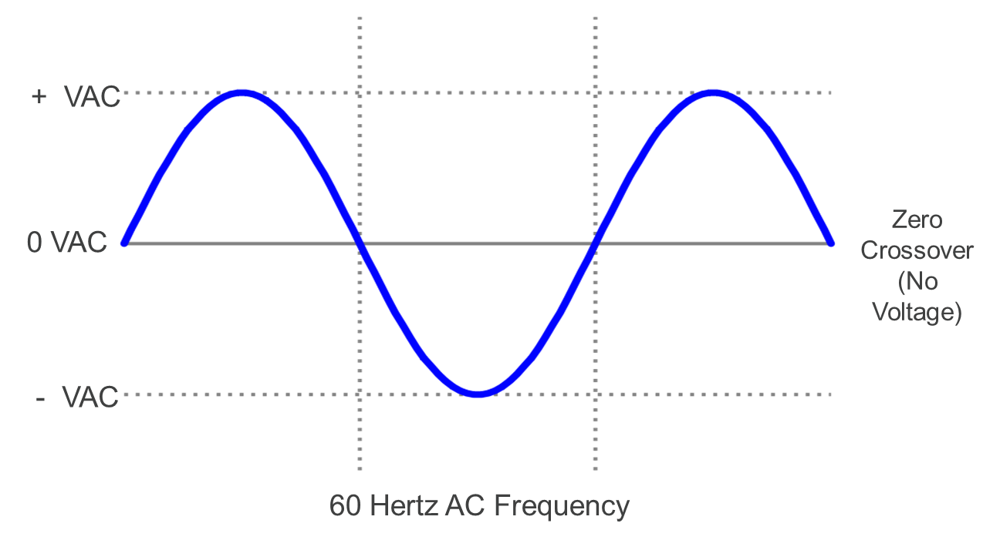 + VAC
0 VAC
- VAC
Zero
Crossover
(No
Voltage)
60 Hertz AC Frequency